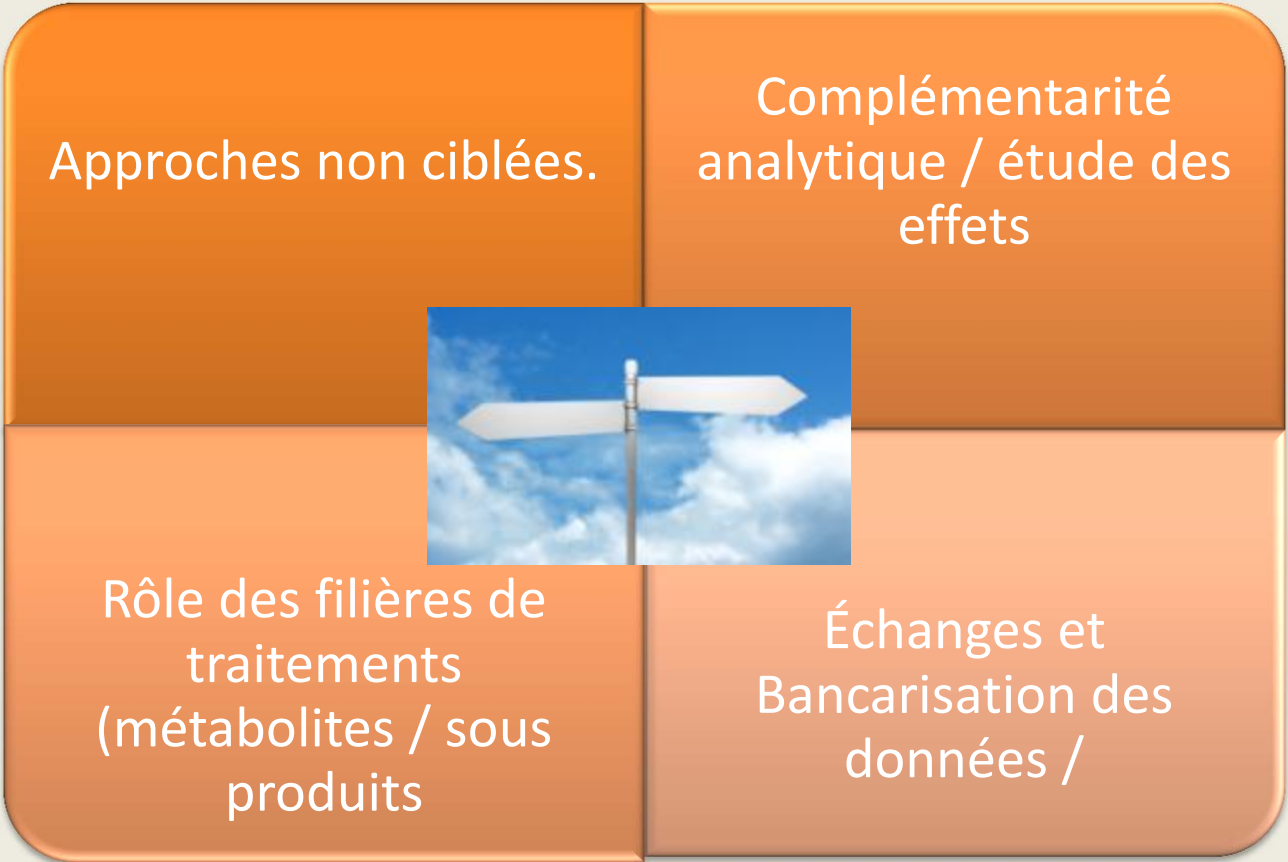 Approches non ciblées.
Complémentarité
analytique / étude des
effets
Rôle des filières de
traitements
(métabolites / sous
produits
Échanges et
Bancarisation des
données /